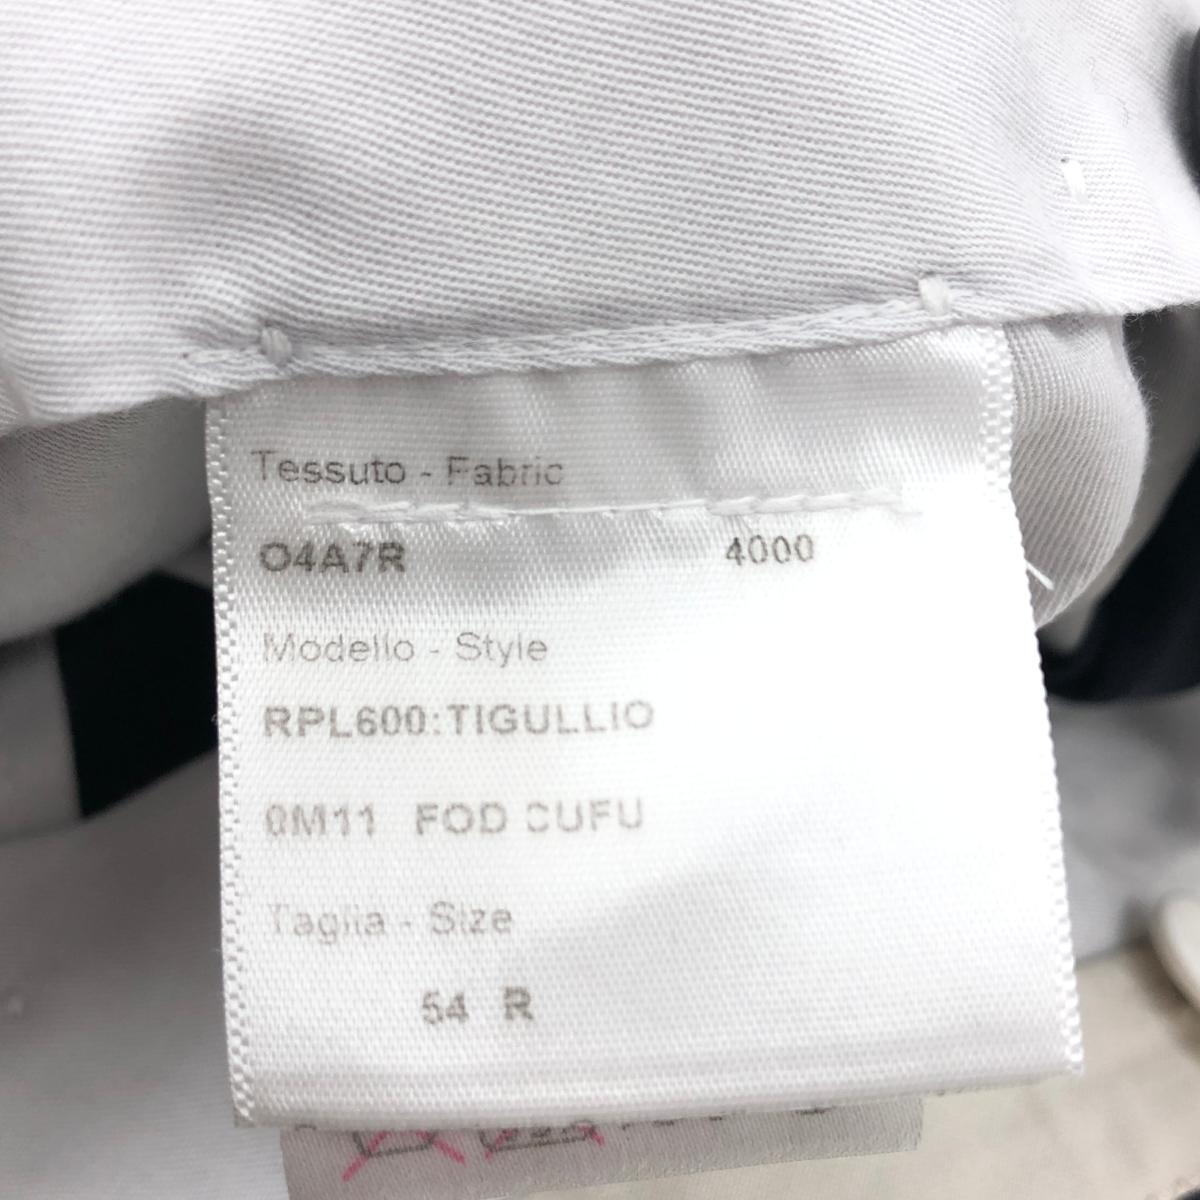 Tessuto - Fabric
O4A7R 4000
Modello - Style
RPL600:TIGULLIO
0M11 FOD CUFU
Taglia - Size
54 R